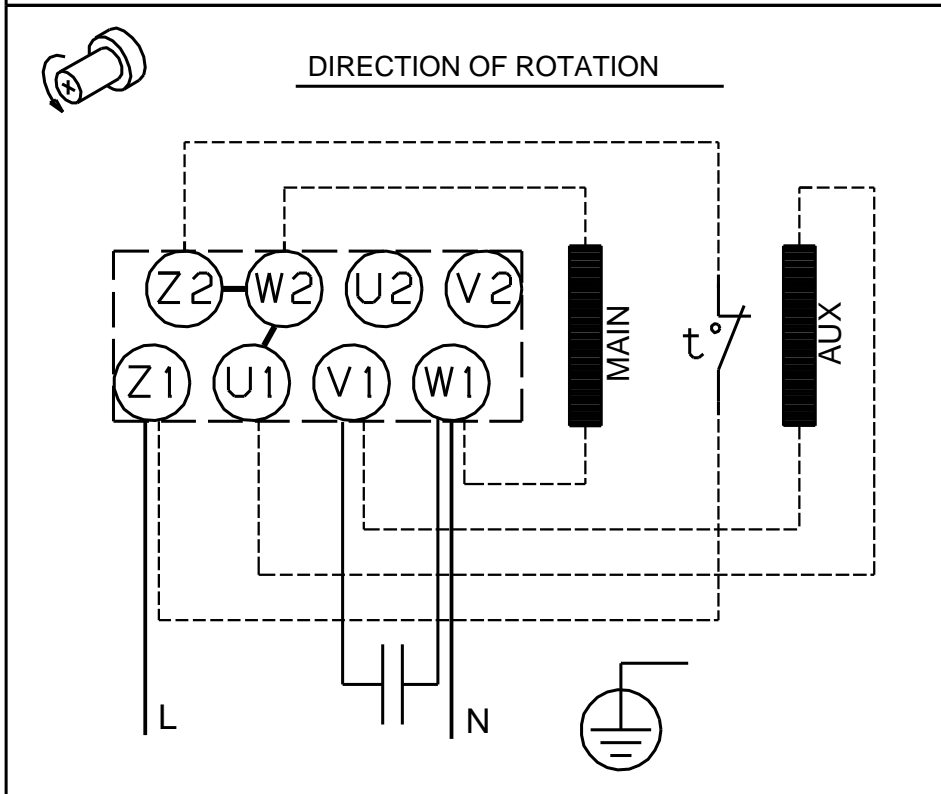 DIRECTION OF ROTATION
Z2 W2 U2 V2
Z1 U1 V1 W1
MAIN
t°
AUX
L
N